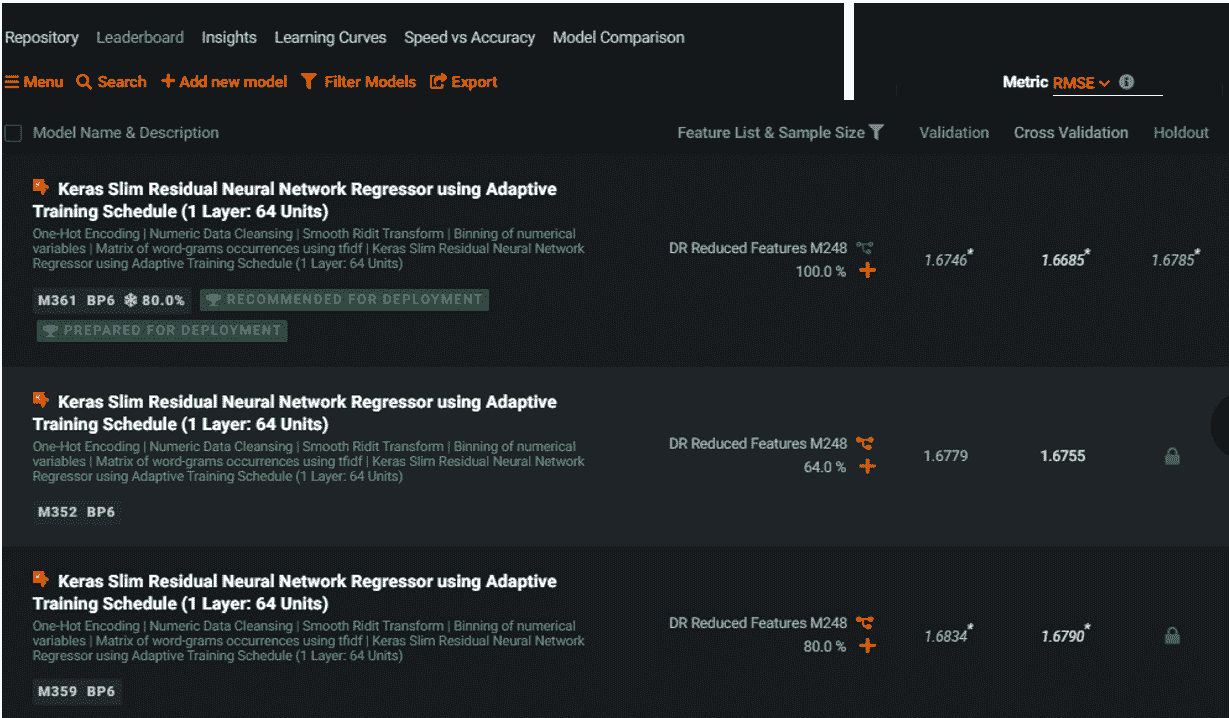 Repository Leaderboard Insights Learning Curves Speed vs Accuracy Model Comparison
Menu Search Add new model Filter Models Export
Metric RMSE
Model Name & Description Feature List & Sample Size Validation Cross Validation Holdout
Keras Slim Residual Neural Network Regressor using Adaptive
Training Schedule (1 Layer: 64 Units)
One-Hot Encoding | Numeric Data Cleansing | Smooth Ridit Transform | Binning of numerical
variables | Matrix of word-grams occurrences using tfidf | Keras Slim Residual Neural Network
Regressor using Adaptive Training Schedule (1 Layer: 64 Units)
DR Reduced Features M248
100.0 %
1.6746* 1.6685* 1.6785*
M361 BP6 80.0% RECOMMENDED FOR DEPLOYMENT
PREPARED FOR DEPLOYMENT
Keras Slim Residual Neural Network Regressor using Adaptive
Training Schedule (1 Layer: 64 Units)
One-Hot Encoding | Numeric Data Cleansing | Smooth Ridit Transform | Binning of numerical
variables | Matrix of word-grams occurrences using tfidf | Keras Slim Residual Neural Network
Regressor using Adaptive Training Schedule (1 Layer: 64 Units)
DR Reduced Features M248
64.0 %
1.6779 1.6755
M352 BP6
Keras Slim Residual Neural Network Regressor using Adaptive
Training Schedule (1 Layer: 64 Units)
One-Hot Encoding | Numeric Data Cleansing | Smooth Ridit Transform | Binning of numerical
variables | Matrix of word-grams occurrences using tfidf | Keras Slim Residual Neural Network
Regressor using Adaptive Training Schedule (1 Layer: 64 Units)
DR Reduced Features M248
80.0 %
1.6834* 1.6790*
M359 BP6